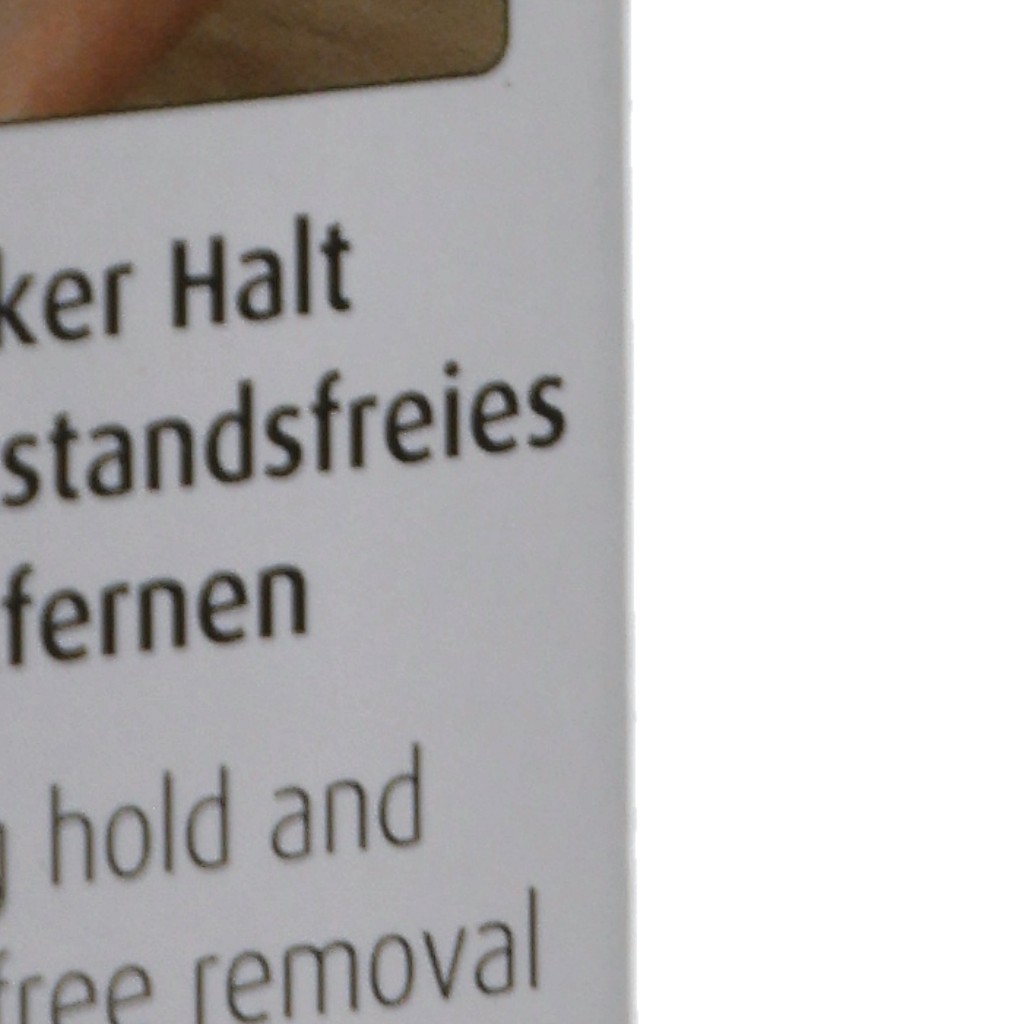 ker Halt
standsfreies
fernen
hold and
free removal